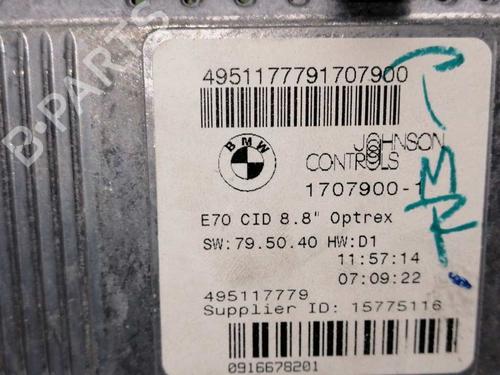 4951177791707900
BMW
JOHNSON
CONTROLS
1707900-1
E70 CID 8.8" Optrex
SW:79.50.40 HW:D1
11:57:14
07:09:22
495117779
Supplier ID: 15775116
0916678201
B-PARTS